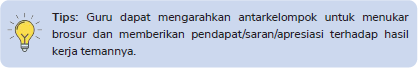 Tips: Guru dapat mengarahkan antarkelompok untuk menukar
brosur dan memberikan pendapat/saran/apresiasi terhadap hasil
kerja temannya.